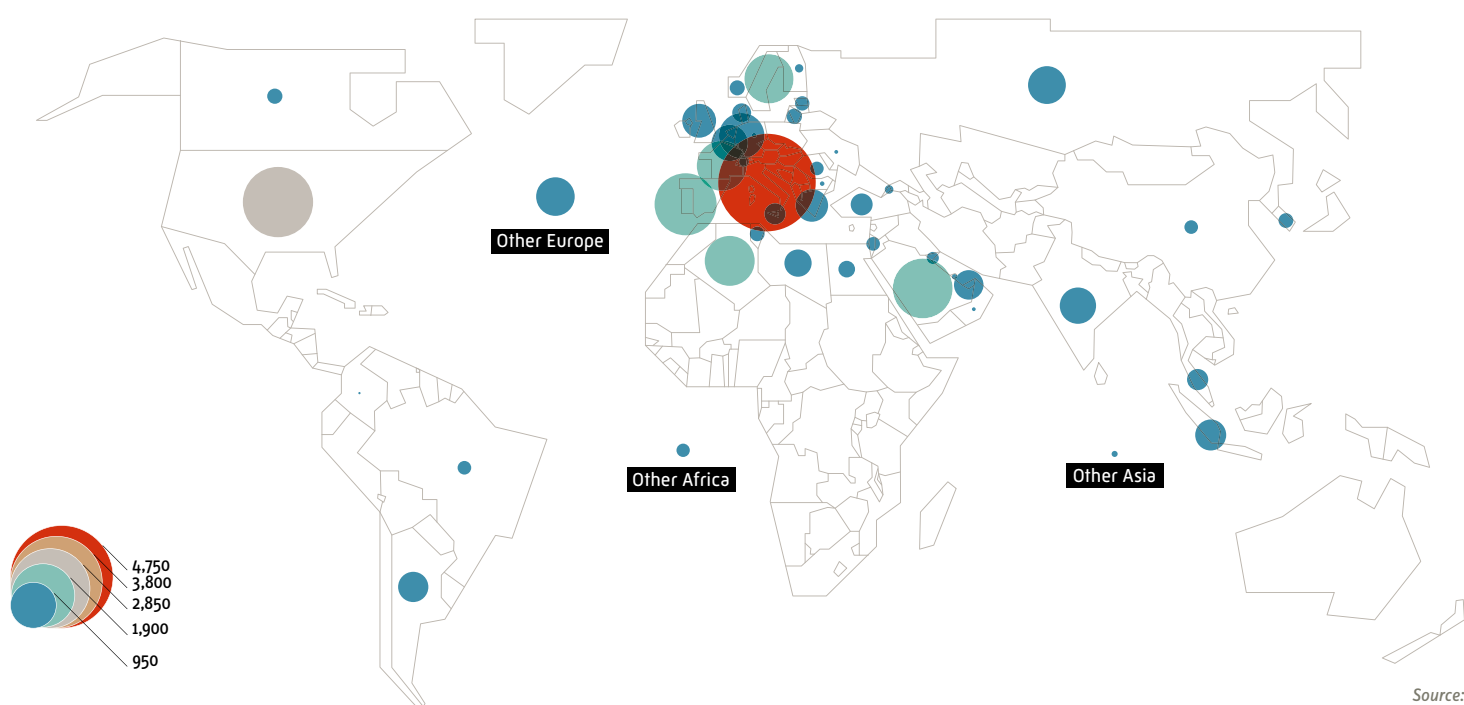 Other Europe
Other Africa
Other Asia
4,750
3,800
2,850
1,900
950
Source: